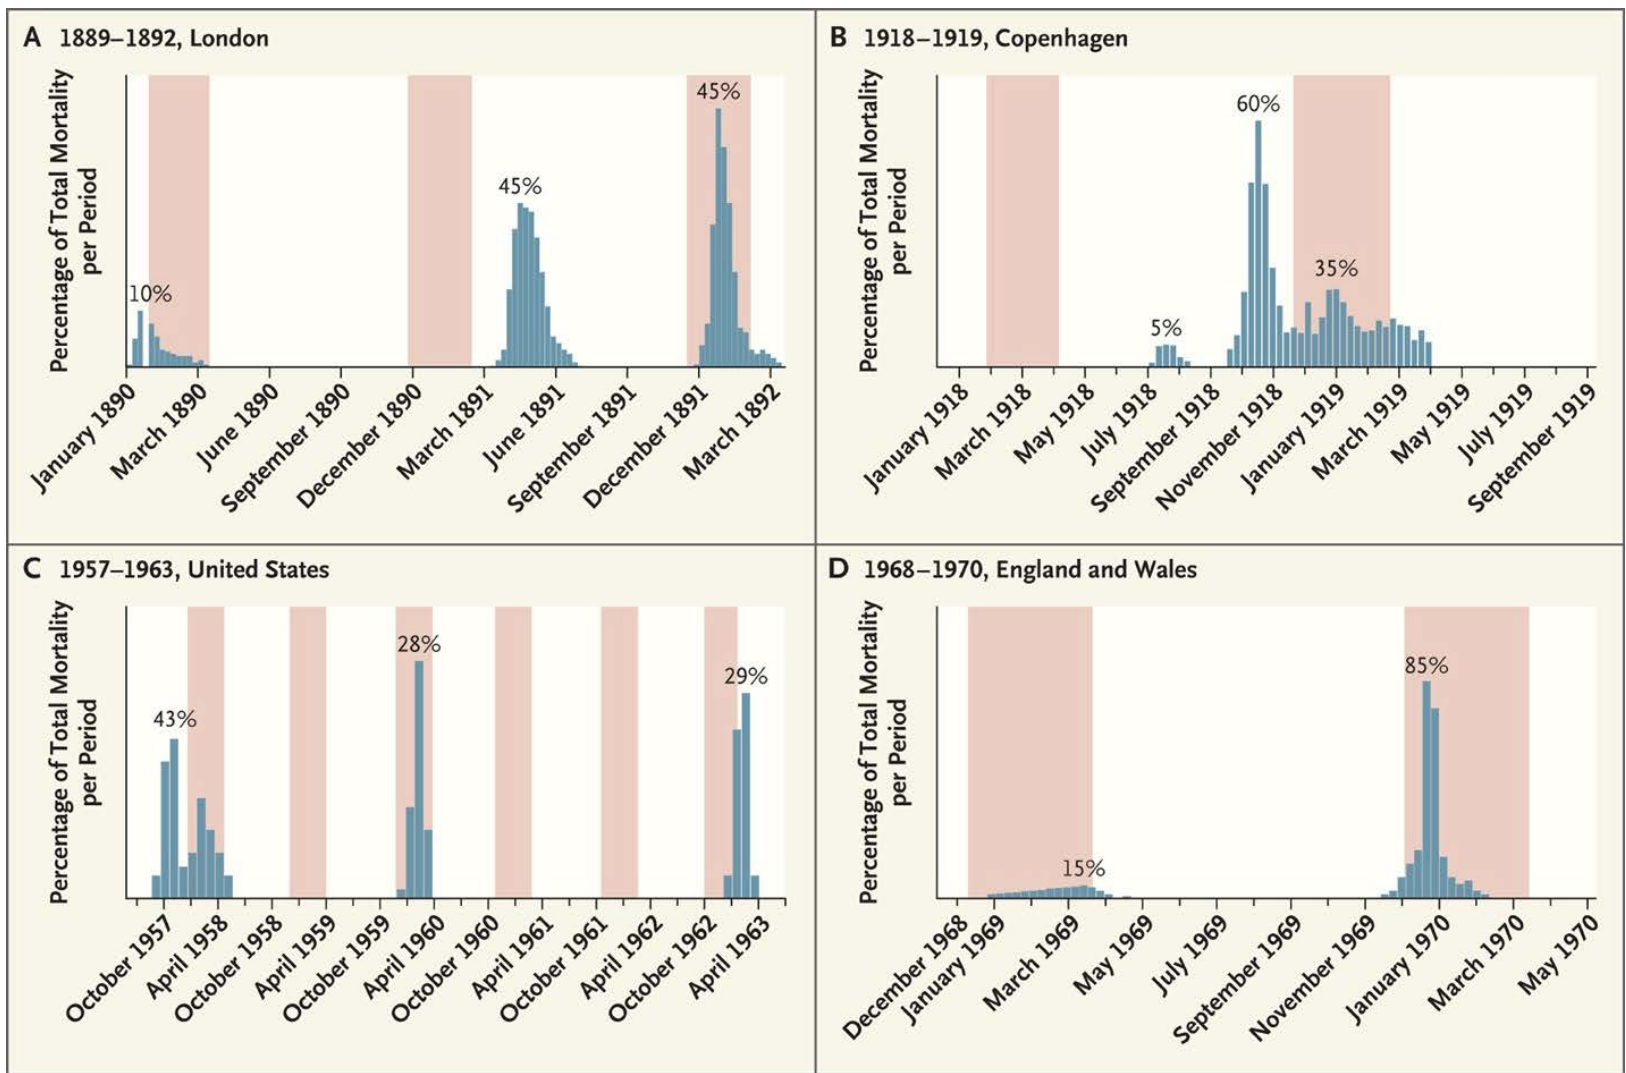 A 1889–1892, London
Percentage of Total Mortality
per Period
10%
45%
45%
January 1890
March 1890
June 1890
September 1890
December 1890
March 1891
June 1891
September 1891
December 1891
March 1892
B 1918–1919, Copenhagen
Percentage of Total Mortality
per Period
5%
60%
35%
January 1918
March 1918
May 1918
July 1918
September 1918
November 1918
January 1919
March 1919
May 1919
July 1919
September 1919
C 1957–1963, United States
Percentage of Total Mortality
per Period
43%
28%
29%
October 1957
April 1958
October 1958
April 1959
October 1959
April 1960
October 1960
April 1961
October 1961
April 1962
October 1962
April 1963
D 1968–1970, England and Wales
Percentage of Total Mortality
per Period
15%
85%
December 1968
January 1969
March 1969
May 1969
July 1969
September 1969
November 1969
January 1970
March 1970
May 1970